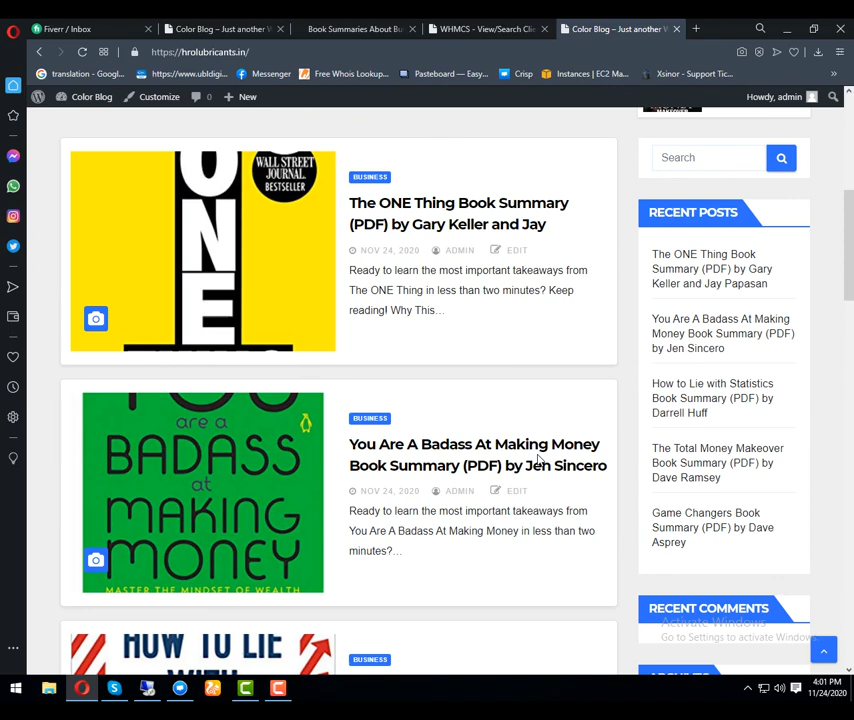 Fiverr / Inbox
Color Blog – Just another W
Book Summaries About Bu
WHMCS - View/Search Cli
Color Blog – Just another W
https://hrolubricants.in/
translation - Googl...
https://www.ubldigi...
Messenger
Free Whois Lookup...
Pasteboard — Easy...
Crisp
Instances | EC2 Ma...
Xsinor - Support Tic...
Color Blog
Customize
0
New
Howdy, admin
MAKEOVER
ONE
WALL STREET
JOURNAL
BESTSELLER
BUSINESS
The ONE Thing Book Summary
(PDF) by Gary Keller and Jay
NOV 24, 2020 ADMIN EDIT
Ready to learn the most important takeaways from
The ONE Thing in less than two minutes? Keep
reading! Why This…
YOU
are a
BADASS
at
MAKING
MONEY
MASTER THE MINDSET OF WEALTH
BUSINESS
You Are A Badass At Making Money
Book Summary (PDF) by Jen Sincero
NOV 24, 2020 ADMIN EDIT
Ready to learn the most important takeaways from
You Are A Badass At Making Money in less than two
minutes?…
HOW TO LIE
WITH
BUSINESS
Search
RECENT POSTS
The ONE Thing Book
Summary (PDF) by Gary
Keller and Jay Papasan
You Are A Badass At Making
Money Book Summary (PDF)
by Jen Sincero
How to Lie with Statistics
Book Summary (PDF) by
Darrell Huff
The Total Money Makeover
Book Summary (PDF) by
Dave Ramsey
Game Changers Book
Summary (PDF) by Dave
Asprey
RECENT COMMENTS
Activate Windows
Go to Settings to activate Windows.
4:01 PM
11/24/2020